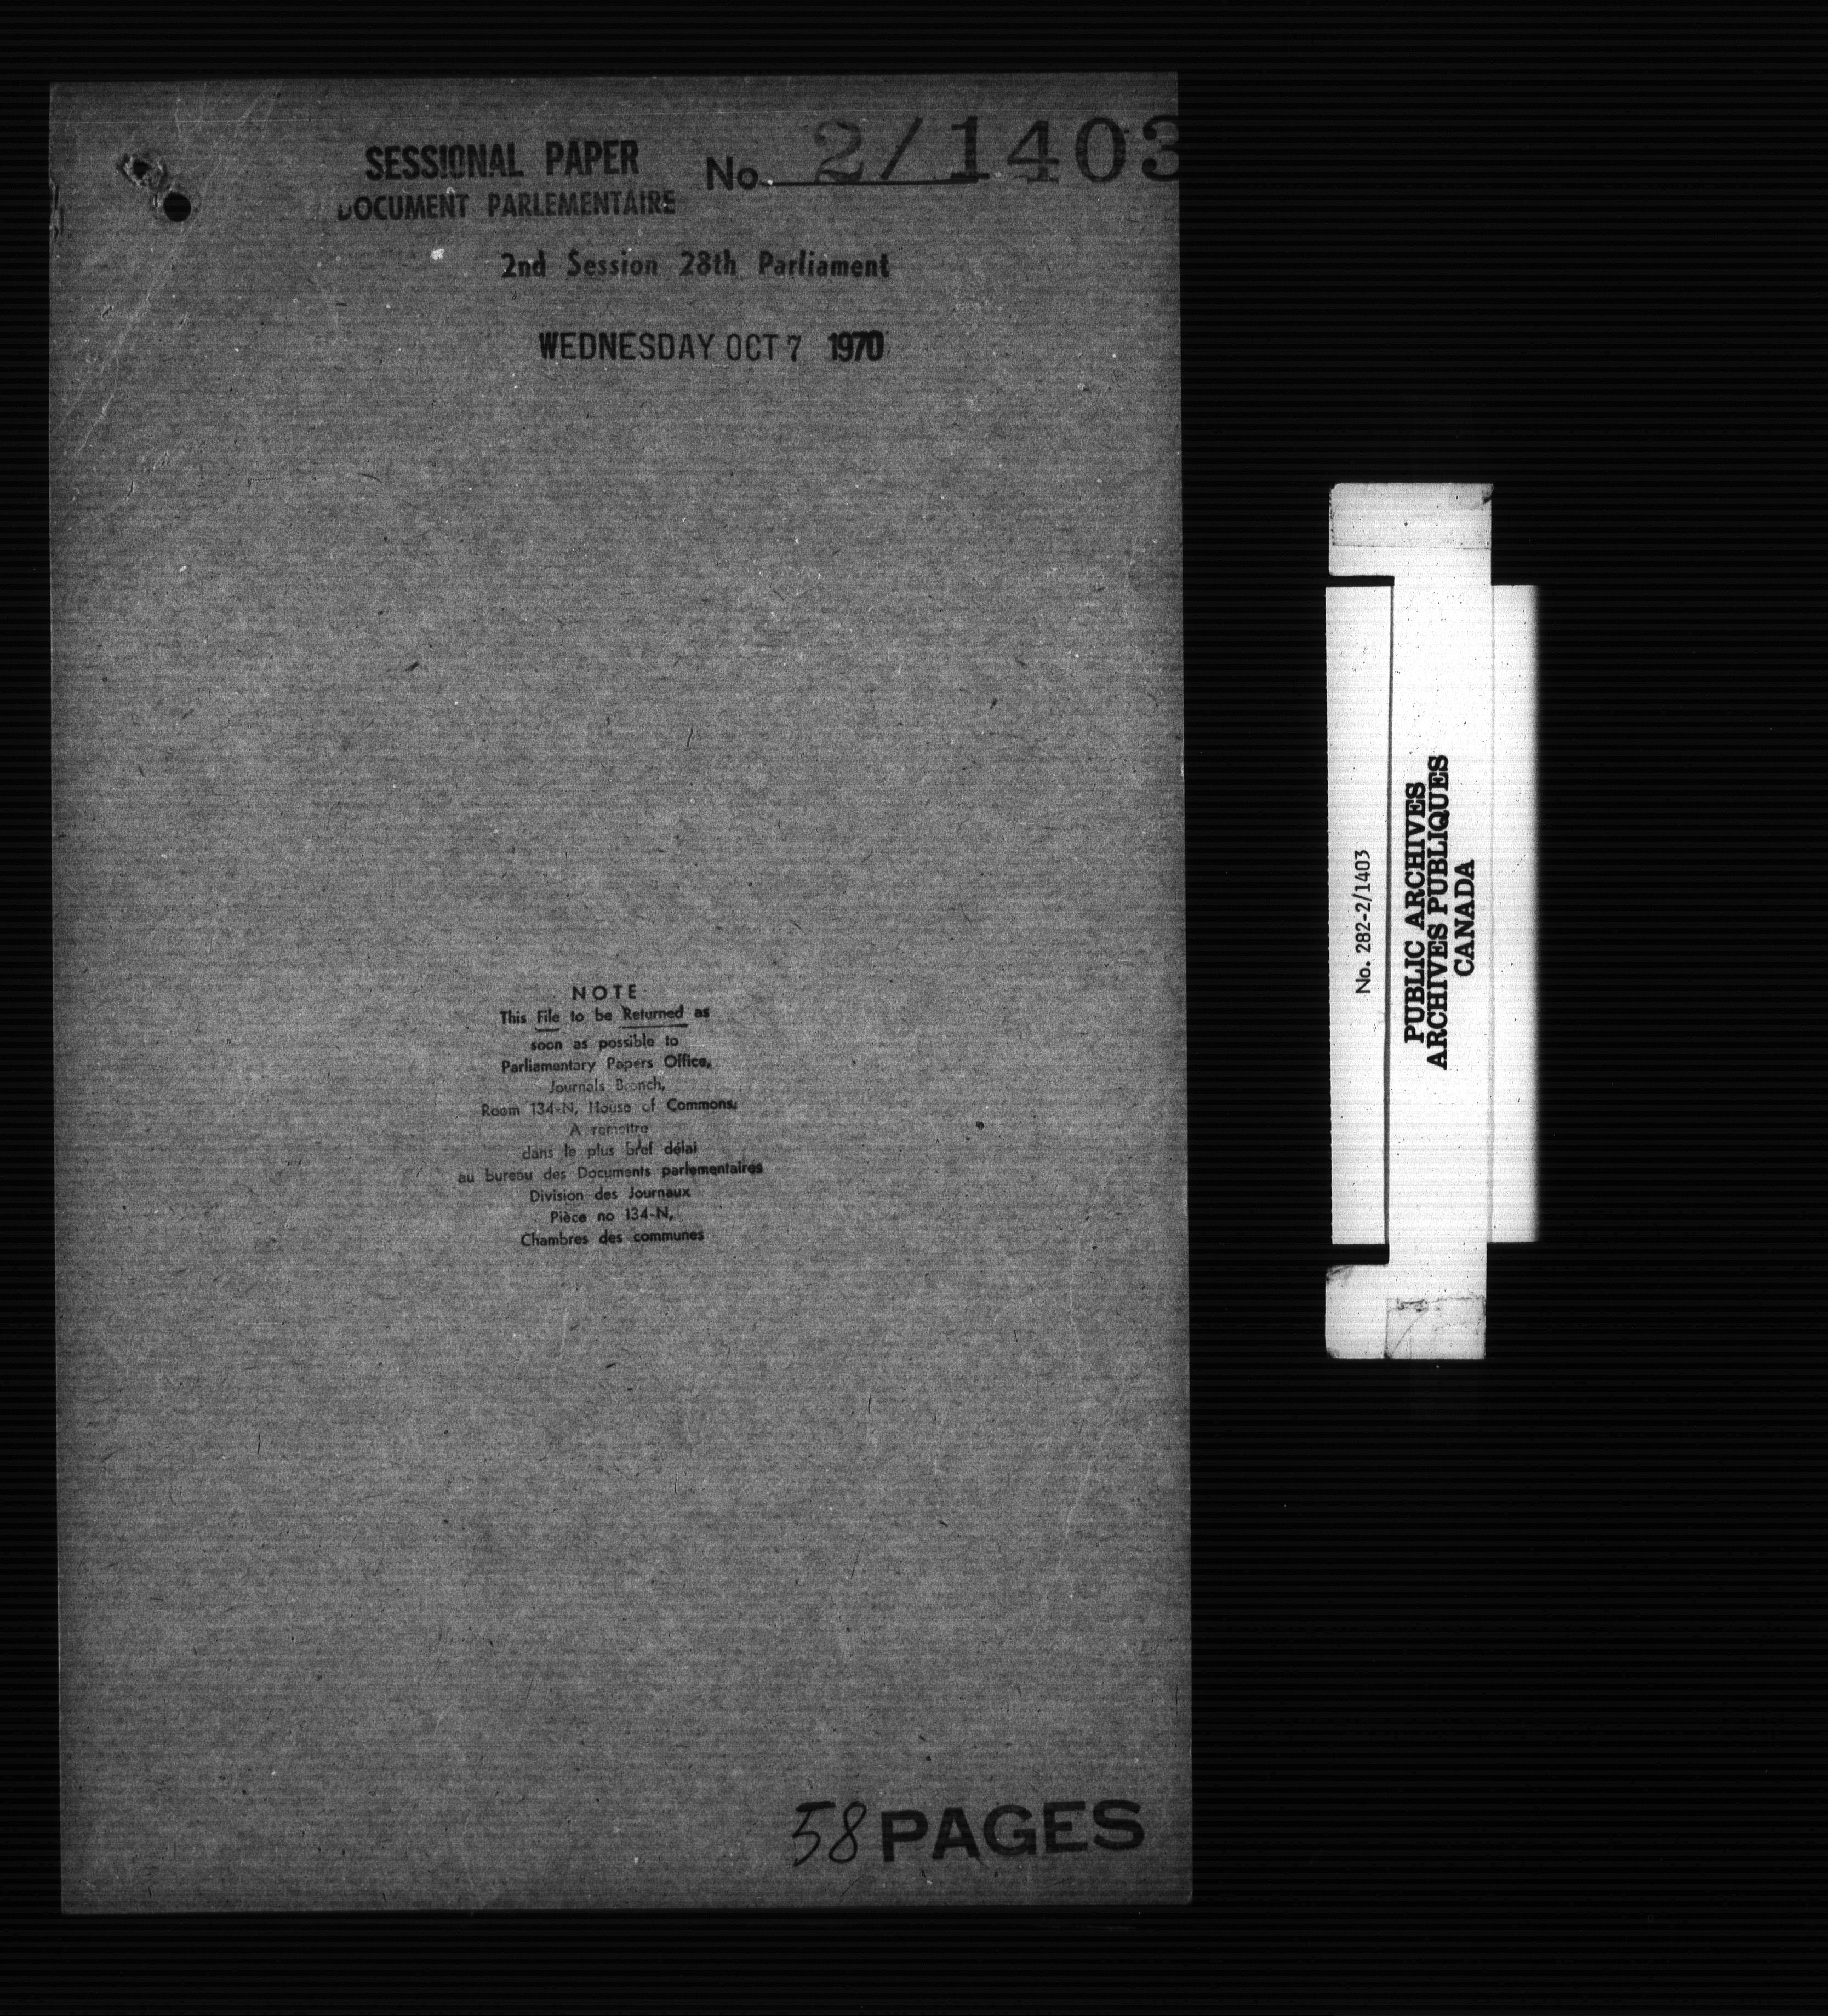 SESSIONAL PAPER No. 2/1403
DOCUMENT PARLEMENTAIRE
2nd Session 28th Parliament
WEDNESDAY OCT 7 1970
NOTE
This File to be Returned as
soon as possible to
Parliamentary Papers Office,
Journals Branch,
Room 134-N, House of Commons.
A remettre
dans le plus bref délai
au bureau des Documents parlementaires
Division des Journaux
Pièce no 134-N,
Chambres des communes
58 PAGES
No. 282-2/1403
PUBLIC ARCHIVES
ARCHIVES PUBLIQUES
CANADA